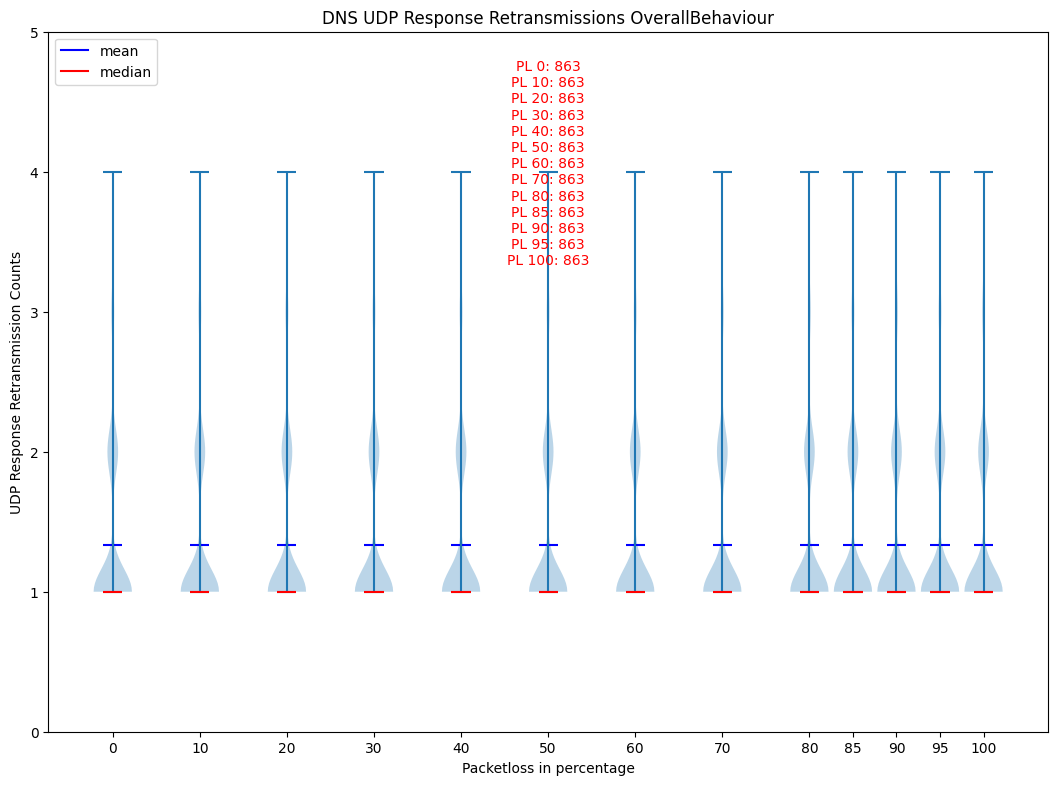 DNS UDP Response Retransmissions OverallBehaviour
mean
median
PL 0: 863
PL 10: 863
PL 20: 863
PL 30: 863
PL 40: 863
PL 50: 863
PL 60: 863
PL 70: 863
PL 80: 863
PL 85: 863
PL 90: 863
PL 95: 863
PL 100: 863
UDP Response Retransmission Counts
5
4
3
2
1
0
0 10 20 30 40 50 60 70 80 85 90 95 100
Packetloss in percentage